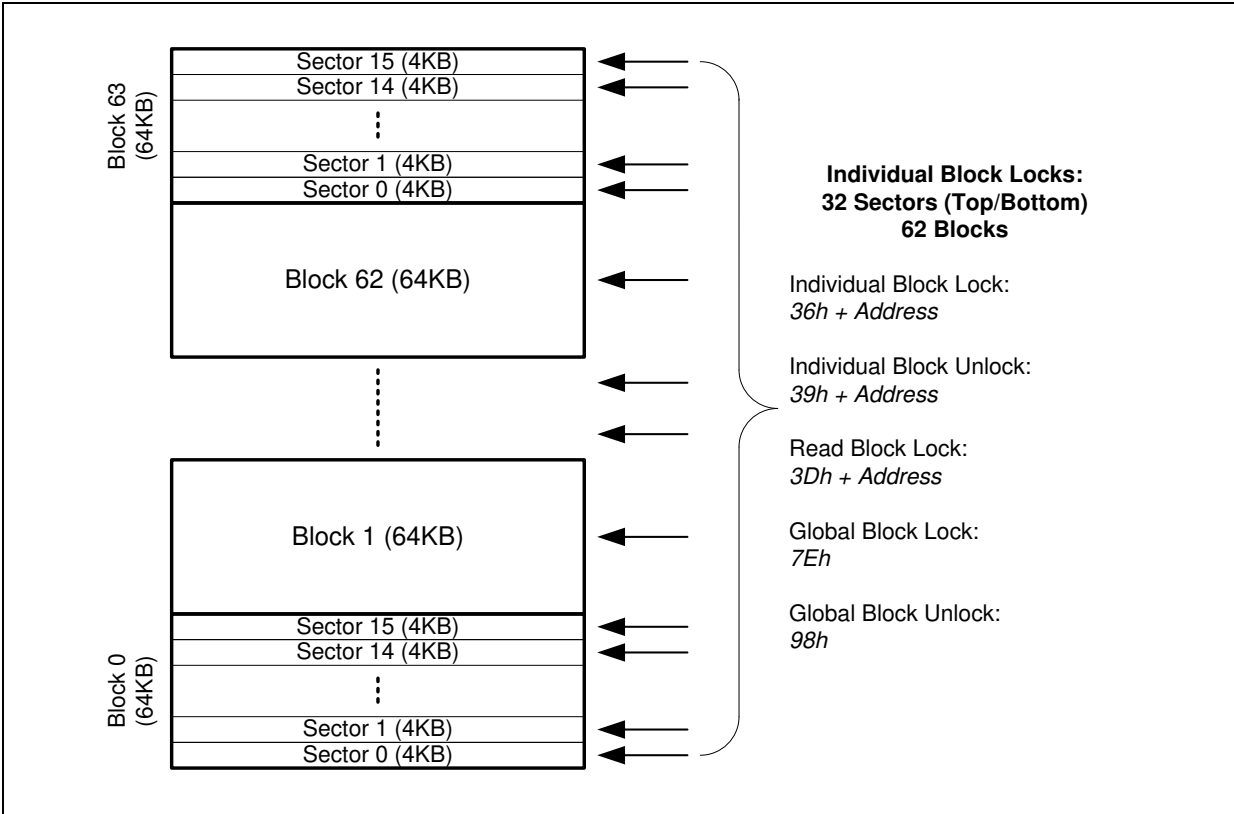 Block 63
(64KB)
Sector 15 (4KB)
Sector 14 (4KB)
Sector 1 (4KB)
Sector 0 (4KB)
Block 62 (64KB)
Block 1 (64KB)
Block 0
(64KB)
Sector 15 (4KB)
Sector 14 (4KB)
Sector 1 (4KB)
Sector 0 (4KB)
Individual Block Locks:
32 Sectors (Top/Bottom)
62 Blocks
Individual Block Lock:
36h + Address
Individual Block Unlock:
39h + Address
Read Block Lock:
3Dh + Address
Global Block Lock:
7Eh
Global Block Unlock:
98h